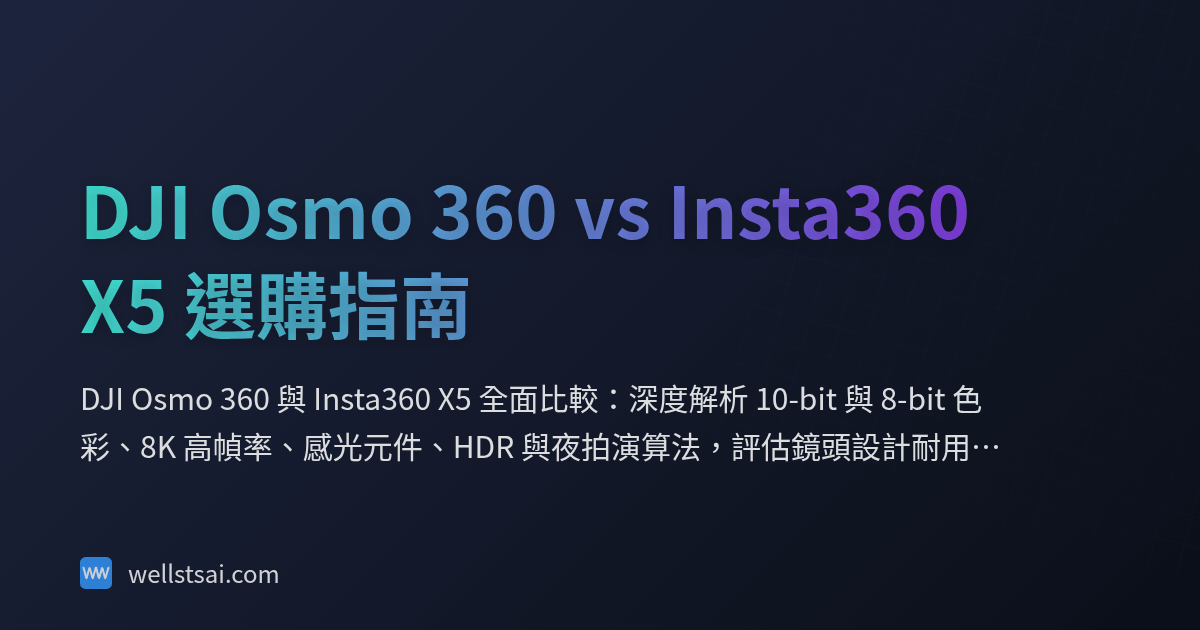 DJI Osmo 360 vs Insta360
X5 選購指南
DJI Osmo 360 與 Insta360 X5 全面比較：深度解析 10-bit 與 8-bit 色
彩、8K 高幀率、感光元件、HDR 與夜拍演算法，評估鏡頭設計耐用⋯
wellstsai.com